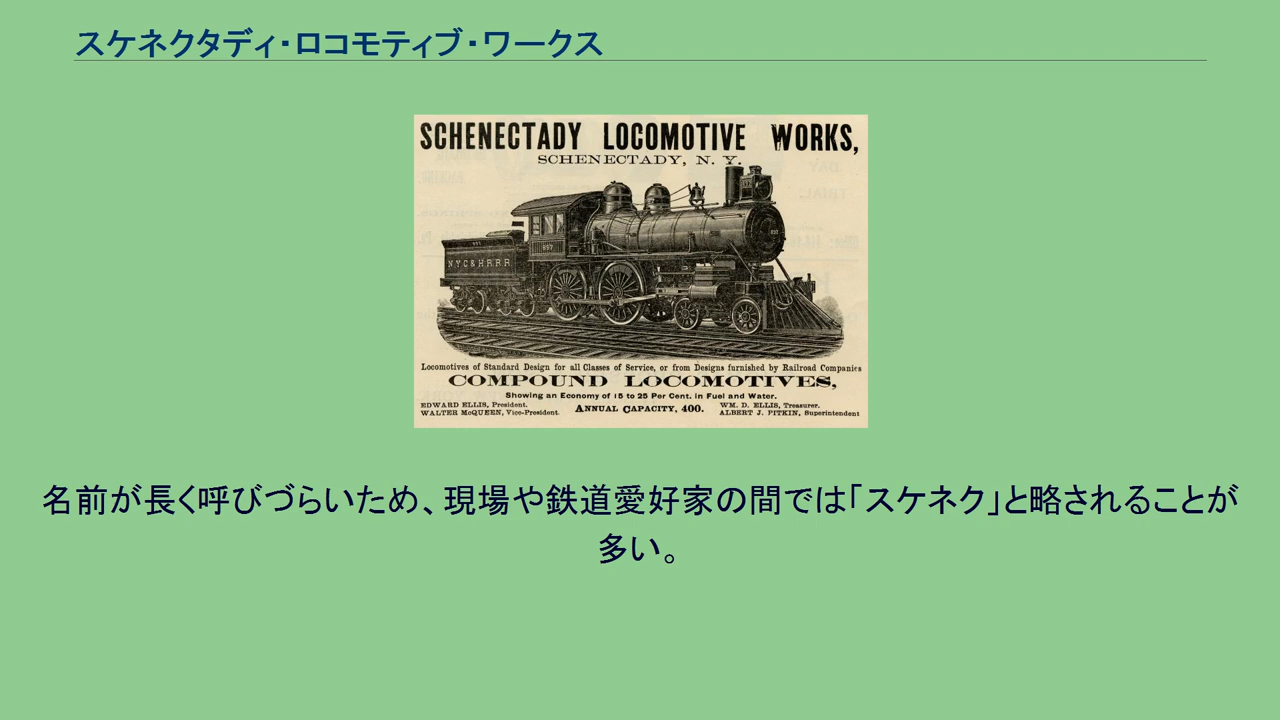 スケネクタディ・ロコモティブ・ワークス
SCHENECTADY LOCOMOTIVE WORKS,
SCHENECTADY, N. Y.
N.Y.C & H.R.R.R.
897
Locomotives of Standard Design for all Classes of Service, or from Designs furnished by Railroad Companies
COMPOUND LOCOMOTIVES,
Showing an Economy of 15 to 25 Per Cent. in Fuel and Water.
EDWARD ELLIS, President.
WALTER McQUEEN, Vice-President.
ANNUAL CAPACITY, 400.
WM. D. ELLIS, Treasurer.
ALBERT J. PITKIN, Superintendent
名前が長く呼びづらいため、現場や鉄道愛好家の間では「スケネク」と略されることが
多い。